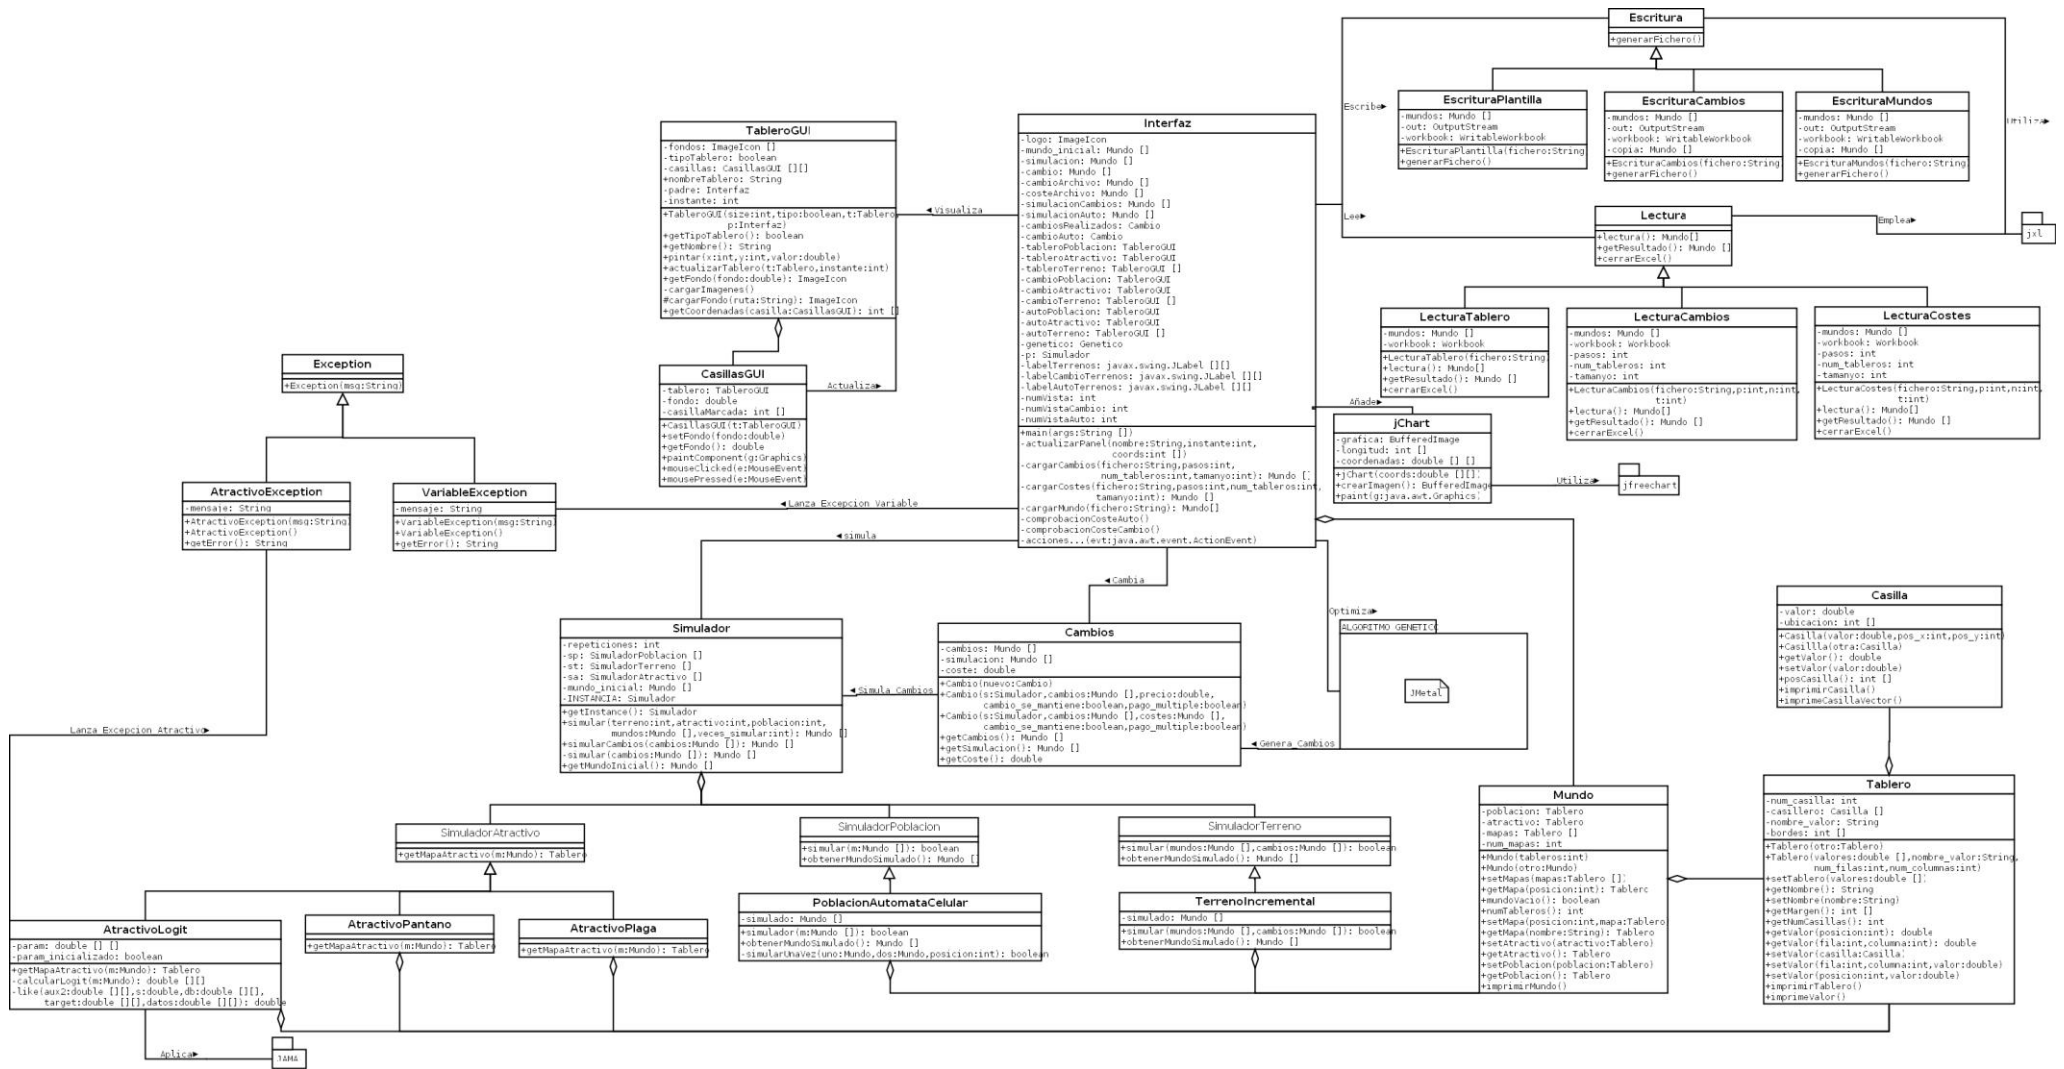 Escritura
+generarFichero()
Escribe
EscrituraPlantilla
-mundos: Mundo []
-out: OutputStream
-workbook: WritableWorkbook
+EscrituraPlantilla(fichero:String)
+generarFichero()
EscrituraCambios
-mundos: Mundo []
-out: OutputStream
-workbook: WritableWorkbook
-copia: Mundo []
+EscrituraCambios(fichero:String)
+generarFichero()
EscrituraMundos
-mundos: Mundo []
-out: OutputStream
-workbook: WritableWorkbook
-copia: Mundo []
+EscrituraMundos(fichero:String)
+generarFichero()
Utiliza
TableroGUI
-fondos: ImageIcon []
-tipoTablero: boolean
-casillas: CasillasGUI [][]
+nombreTablero: String
-padre: Interfaz
-instante: int
+TableroGUI(size:int,tipo:boolean,t:Tablero,
p:Interfaz)
+getTipoTablero(): boolean
+getNombre(): String
+pintar(x:int,y:int,valor:double)
+actualizarTablero(t:Tablero,instante:int)
+getFondo(fondo:double): ImageIcon
-cargarImagenes()
#cargarFondo(ruta:String): ImageIcon
+getCoordenadas(casilla:CasillasGUI): int []
Visualiza
Interfaz
-logo: ImageIcon
-mundo_inicial: Mundo []
-simulacion: Mundo []
-cambio: Mundo []
-cambioArchivo: Mundo []
-costeArchivo: Mundo []
-simulacionCambios: Mundo []
-simulacionAuto: Mundo []
-cambiosRealizados: Cambio
-cambioAuto: Cambio
-tableroPoblacion: TableroGUI
-tableroAtractivo: TableroGUI
-tableroTerreno: TableroGUI []
-cambioPoblacion: TableroGUI
-cambioAtractivo: TableroGUI
-cambioTerreno: TableroGUI []
-autoPoblacion: TableroGUI
-autoAtractivo: TableroGUI
-autoTerreno: TableroGUI []
-genetico: Genetico
-p: Simulador
-labelTerrenos: javax.swing.JLabel [][]
-labelCambioTerrenos: javax.swing.JLabel [][]
-labelAutoTerrenos: javax.swing.JLabel [][]
-numVista: int
-numVistaCambio: int
-numVistaAuto: int
+main(args:String [])
-actualizarPanel(nombre:String,instante:int,
coords:int [])
-cargarCambios(fichero:String,pasos:int,
num_tableros:int,tamanyo:int): Mundo []
-cargarCostes(fichero:String,pasos:int,num_tableros:int,
tamanyo:int): Mundo []
-cargarMundo(fichero:String): Mundo[]
-comprobacionCosteAuto()
-comprobacionCosteCambio()
-acciones...(evt:java.awt.event.ActionEvent)
Lee
Lectura
+lectura(): Mundo[]
+getResultado(): Mundo []
+cerrarExcel()
Emplea
jxl
LecturaTablero
-mundos: Mundo []
-workbook: Workbook
+LecturaTablero(fichero:String)
+lectura(): Mundo[]
+getResultado(): Mundo []
+cerrarExcel()
LecturaCambios
-mundos: Mundo []
-workbook: Workbook
-pasos: int
-num_tableros: int
-tamanyo: int
+LecturaCambios(fichero:String,p:int,n:int,
t:int)
+lectura(): Mundo[]
+getResultado(): Mundo []
+cerrarExcel()
LecturaCostes
-mundos: Mundo []
-workbook: Workbook
-pasos: int
-num_tableros: int
-tamanyo: int
+LecturaCostes(fichero:String,p:int,n:int,
t:int)
+lectura(): Mundo[]
+getResultado(): Mundo []
+cerrarExcel()
CasillasGUI
-tablero: TableroGUI
-fondo: double
-casillaMarcada: int []
+CasillasGUI(t:TableroGUI)
+setFondo(fondo:double)
+getFondo(): double
+paintComponent(g:Graphics)
+mouseClicked(e:MouseEvent)
+mousePressed(e:MouseEvent)
Actualiza
Añade
jChart
-grafica: BufferedImage
-longitud: int []
-coordenadas: double [] []
+jChart(coords:double [][])
+crearImagen(): BufferedImage
+paint(g:java.awt.Graphics)
Utiliza
jfreechart
Exception
+Exception(msg:String)
AtractivoException
-mensaje: String
+AtractivoException(msg:String)
+AtractivoException()
+getError(): String
VariableException
-mensaje: String
+VariableException(msg:String)
+VariableException()
+getError(): String
Lanza_Excepcion_Variable
simula
Cambia
Optimiza
Simulador
-repeticiones: int
-sp: SimuladorPoblacion []
-st: SimuladorTerreno []
-sa: SimuladorAtractivo []
-mundo_inicial: Mundo []
-INSTANCIA: Simulador
+getInstance(): Simulador
+simular(terreno:int,atractivo:int,poblacion:int,
mundos:Mundo [],veces_simular:int): Mundo []
+simularCambios(cambios:Mundo []): Mundo []
-simular(cambios:Mundo []): Mundo []
+getMundoInicial(): Mundo []
Simula_Cambios
Cambios
-cambios: Mundo []
-simulacion: Mundo []
-coste: double
+Cambio(nuevo:Cambio)
+Cambio(s:Simulador,cambios:Mundo [],precio:double,
cambio_se_mantiene:boolean,pago_multiple:boolean)
+Cambio(s:Simulador,cambios:Mundo [],costes:Mundo [],
cambio_se_mantiene:boolean,pago_multiple:boolean)
+getCambios(): Mundo []
+getSimulacion(): Mundo []
+getCoste(): double
Genera_Cambios
ALGORITMO GENETICO
JMetal
Casilla
-valor: double
-ubicacion: int []
+Casilla(valor:double,pos_x:int,pos_y:int)
+Casillla(otra:Casilla)
+getValor(): double
+setValor(valor:double)
+posCasilla(): int []
+imprimirCasilla()
+imprimeCasillaVector()
Lanza_Excepcion_Atractivo
SimuladorAtractivo
+getMapaAtractivo(m:Mundo): Tablero
SimuladorPoblacion
+simular(m:Mundo []): boolean
+obtenerMundoSimulado(): Mundo []
SimuladorTerreno
+simular(mundos:Mundo [],cambios:Mundo []): boolean
+obtenerMundoSimulado(): Mundo []
Mundo
-poblacion: Tablero
-atractivo: Tablero
-mapas: Tablero []
-num_mapas: int
+Mundo(tableros:int)
+Mundo(otro:Mundo)
+setMapas(mapas:Tablero [])
+getMapa(posicion:int): Tablero
+mundoVacio(): boolean
+numTableros(): int
+setMapa(posicion:int,mapa:Tablero)
+getMapa(nombre:String): Tablero
+setAtractivo(atractivo:Tablero)
+getAtractivo(): Tablero
+setPoblacion(poblacion:Tablero)
+getPoblacion(): Tablero
+imprimirMundo()
Tablero
-num_casilla: int
-casillero: Casilla []
-nombre_valor: String
-bordes: int []
+Tablero(otro:Tablero)
+Tablero(valores:double [],nombre_valor:String,
num_filas:int,num_columnas:int)
+setTablero(valores:double [])
+getNombre(): String
+setNombre(nombre:String)
+getMargen(): int []
+getNumCasillas(): int
+getValor(posicion:int): double
+getValor(fila:int,columna:int): double
+setValor(casilla:Casilla)
+setValor(fila:int,columna:int,valor:double)
+setValor(posicion:int,valor:double)
+imprimirTablero()
+imprimeValor()
AtractivoLogit
-param: double [] []
-param_inicializado: boolean
+getMapaAtractivo(m:Mundo): Tablero
-calcularLogit(m:Mundo): double [][]
-like(aux2:double [][],s:double,db:double [][],
target:double [][],datos:double [][]): double
AtractivoPantano
+getMapaAtractivo(m:Mundo): Tablero
AtractivoPlaga
+getMapaAtractivo(m:Mundo): Tablero
PoblacionAutomataCelular
-simulado: Mundo []
+simulador(m:Mundo []): boolean
+obtenerMundoSimulado(): Mundo []
-simularUnaVez(uno:Mundo,dos:Mundo,posicion:int): boolean
TerrenoIncremental
-simulado: Mundo []
+simular(mundos:Mundo [],cambios:Mundo []): boolean
+obtenerMundoSimulado(): Mundo []
Aplica
JAMA